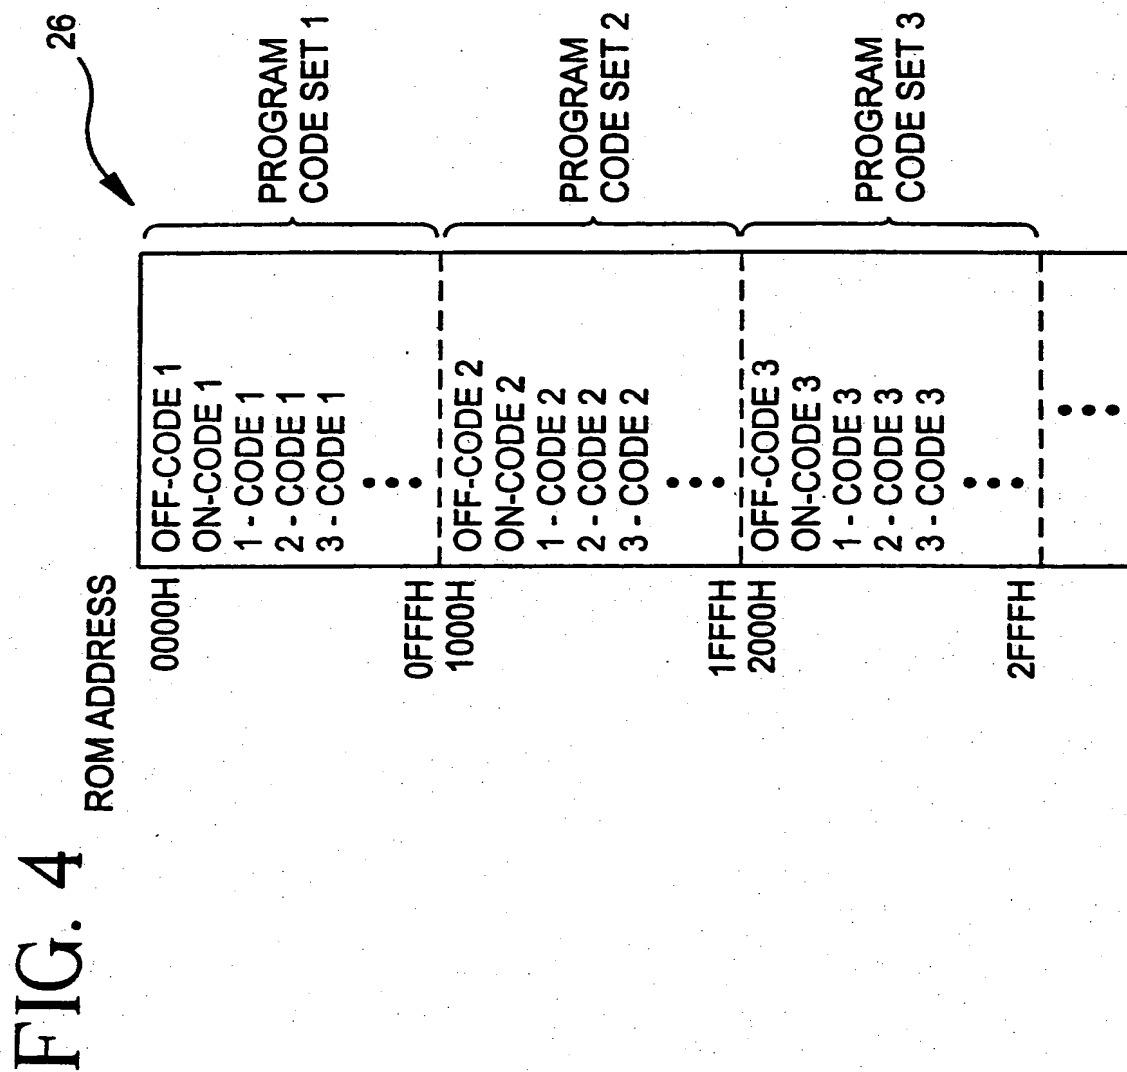 FIG. 4
26
ROM ADDRESS
0000H
OFF-CODE 1
ON-CODE 1
1 - CODE 1
2 - CODE 1
3 - CODE 1
0FFFH
PROGRAM
CODE SET 1
1000H
OFF-CODE 2
ON-CODE 2
1 - CODE 2
2 - CODE 2
3 - CODE 2
1FFFH
PROGRAM
CODE SET 2
2000H
OFF-CODE 3
ON-CODE 3
1 - CODE 3
2 - CODE 3
3 - CODE 3
2FFFH
PROGRAM
CODE SET 3